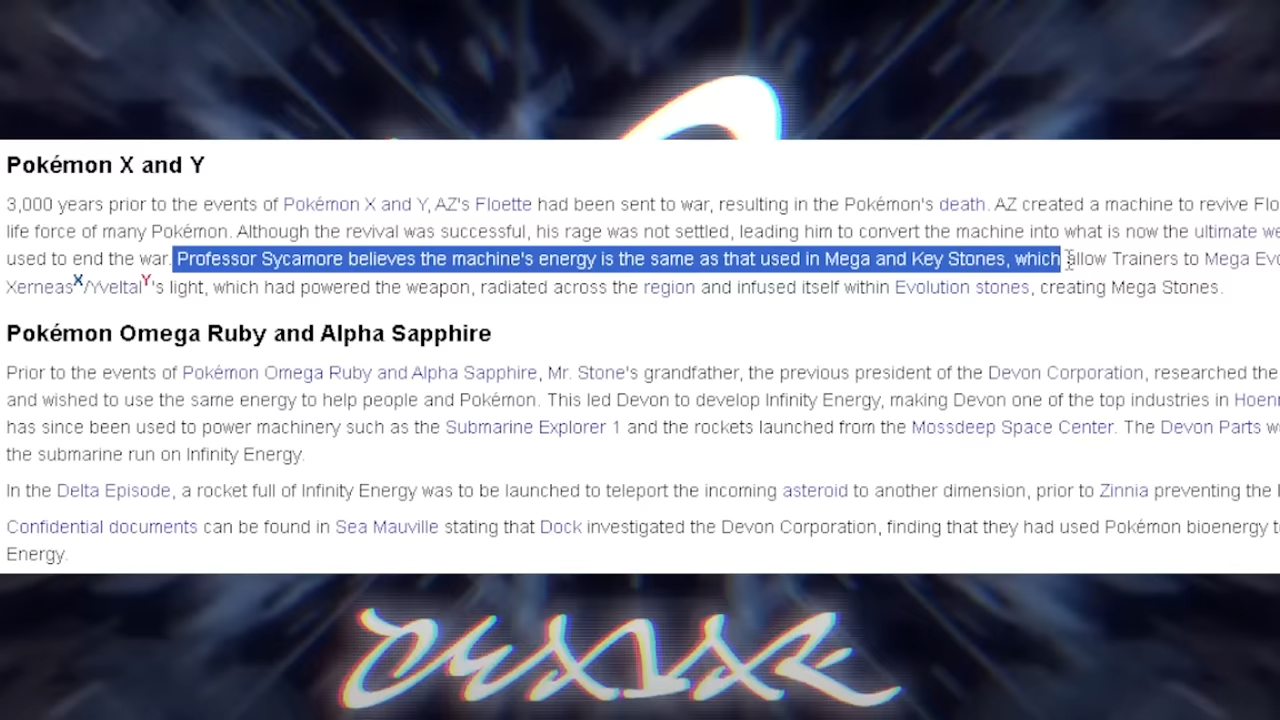 Pokémon X and Y
3,000 years prior to the events of Pokémon X and Y, AZ's Floette had been sent to war, resulting in the Pokémon's death. AZ created a machine to revive Flo
life force of many Pokémon. Although the revival was successful, his rage was not settled, leading him to convert the machine into what is now the ultimate we
used to end the war. Professor Sycamore believes the machine's energy is the same as that used in Mega and Key Stones, which allow Trainers to Mega Evo
XerneasX/YveltalY's light, which had powered the weapon, radiated across the region and infused itself within Evolution stones, creating Mega Stones.
Pokémon Omega Ruby and Alpha Sapphire
Prior to the events of Pokémon Omega Ruby and Alpha Sapphire, Mr. Stone's grandfather, the previous president of the Devon Corporation, researched the
and wished to use the same energy to help people and Pokémon. This led Devon to develop Infinity Energy, making Devon one of the top industries in Hoenn
has since been used to power machinery such as the Submarine Explorer 1 and the rockets launched from the Mossdeep Space Center. The Devon Parts w
the submarine run on Infinity Energy.
In the Delta Episode, a rocket full of Infinity Energy was to be launched to teleport the incoming asteroid to another dimension, prior to Zinnia preventing the l
Confidential documents can be found in Sea Mauville stating that Dock investigated the Devon Corporation, finding that they had used Pokémon bioenergy t
Energy.